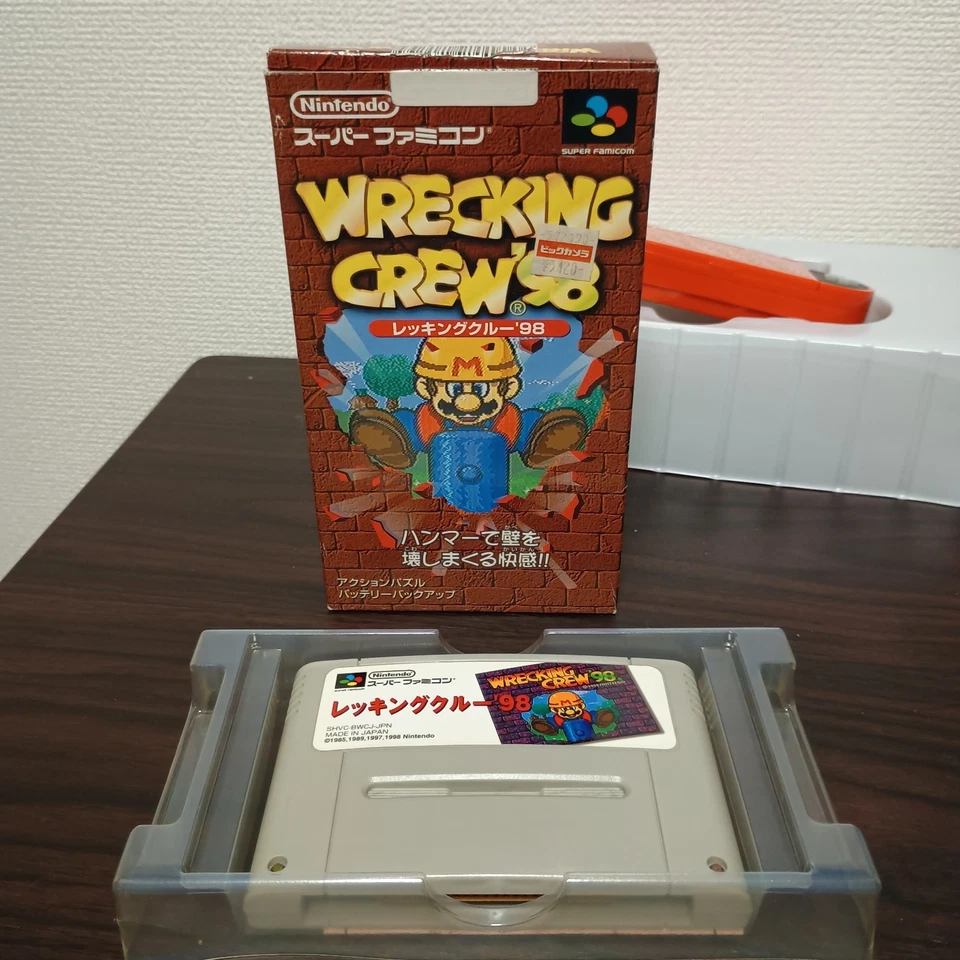 Nintendo
スーパーファミコン
SUPER FAMICOM
WRECKING
CREW'98
®
ビックカメラ
レッキングクルー'98
M
ハンマーで壁を
壊しまくる快感!!
アクションパズル
バッテリーバックアップ
Nintendo
スーパーファミコン
レッキングクルー'98
SHVC-BWCJ-JPN
MADE IN JAPAN
©1985,1989,1997,1998 Nintendo
WRECKING
CREW'98